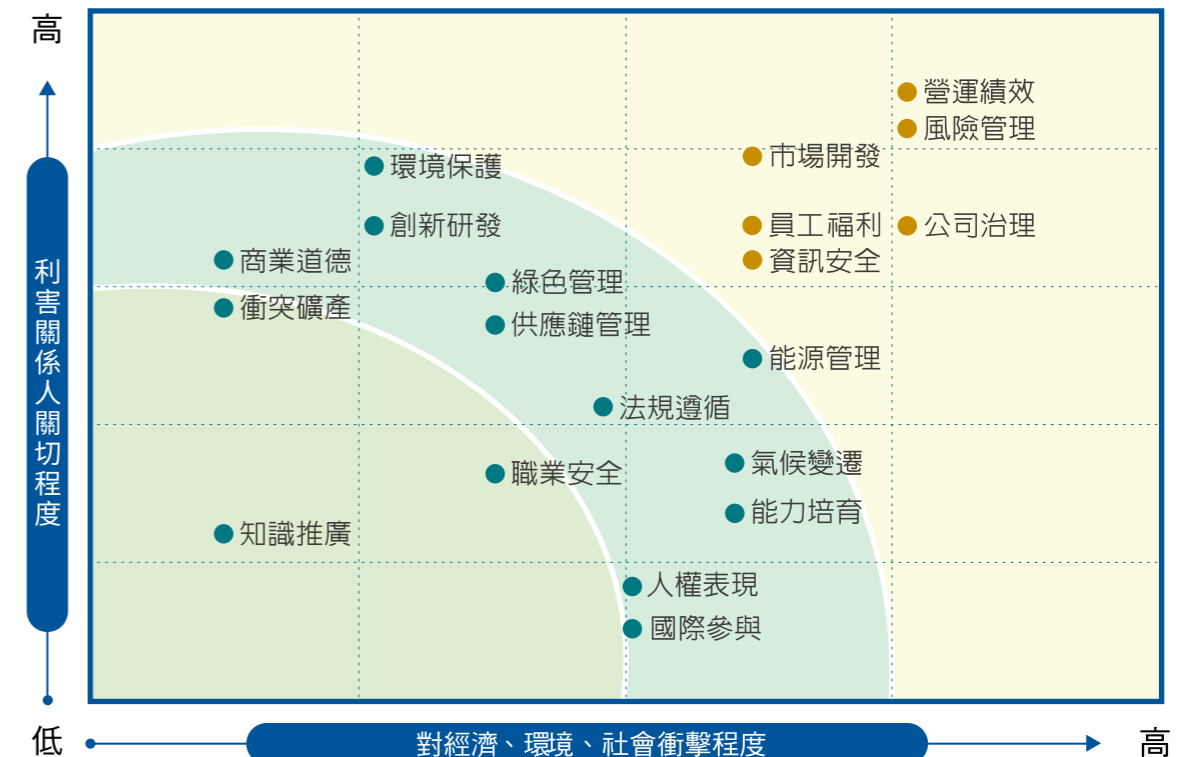 高
營運績效
風險管理
市場開發
環境保護
員工福利
公司治理
創新研發
商業道德
資訊安全
綠色管理
衝突礦產
供應鏈管理
能源管理
法規遵循
氣候變遷
職業安全
能力培育
知識推廣
人權表現
國際參與
利害關係人關切程度
低
對經濟、環境、社會衝擊程度
高